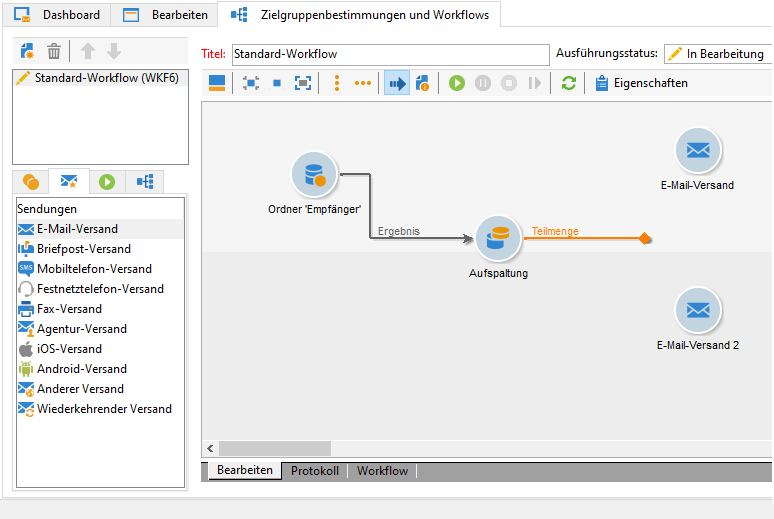 Dashboard
Bearbeiten
Zielgruppenbestimmungen und Workflows
Titel: Standard-Workflow
Ausführungsstatus: In Bearbeitung
Standard-Workflow (WKF6)
Eigenschaften
Sendungen
E-Mail-Versand
Briefpost-Versand
SMS Mobiltelefon-Versand
Festnetztelefon-Versand
Fax-Versand
Agentur-Versand
iOS-Versand
Android-Versand
Anderer Versand
Wiederkehrender Versand
Ordner 'Empfänger'
Ergebnis
Aufspaltung
Teilmenge
E-Mail-Versand
E-Mail-Versand 2
Bearbeiten
Protokoll
Workflow